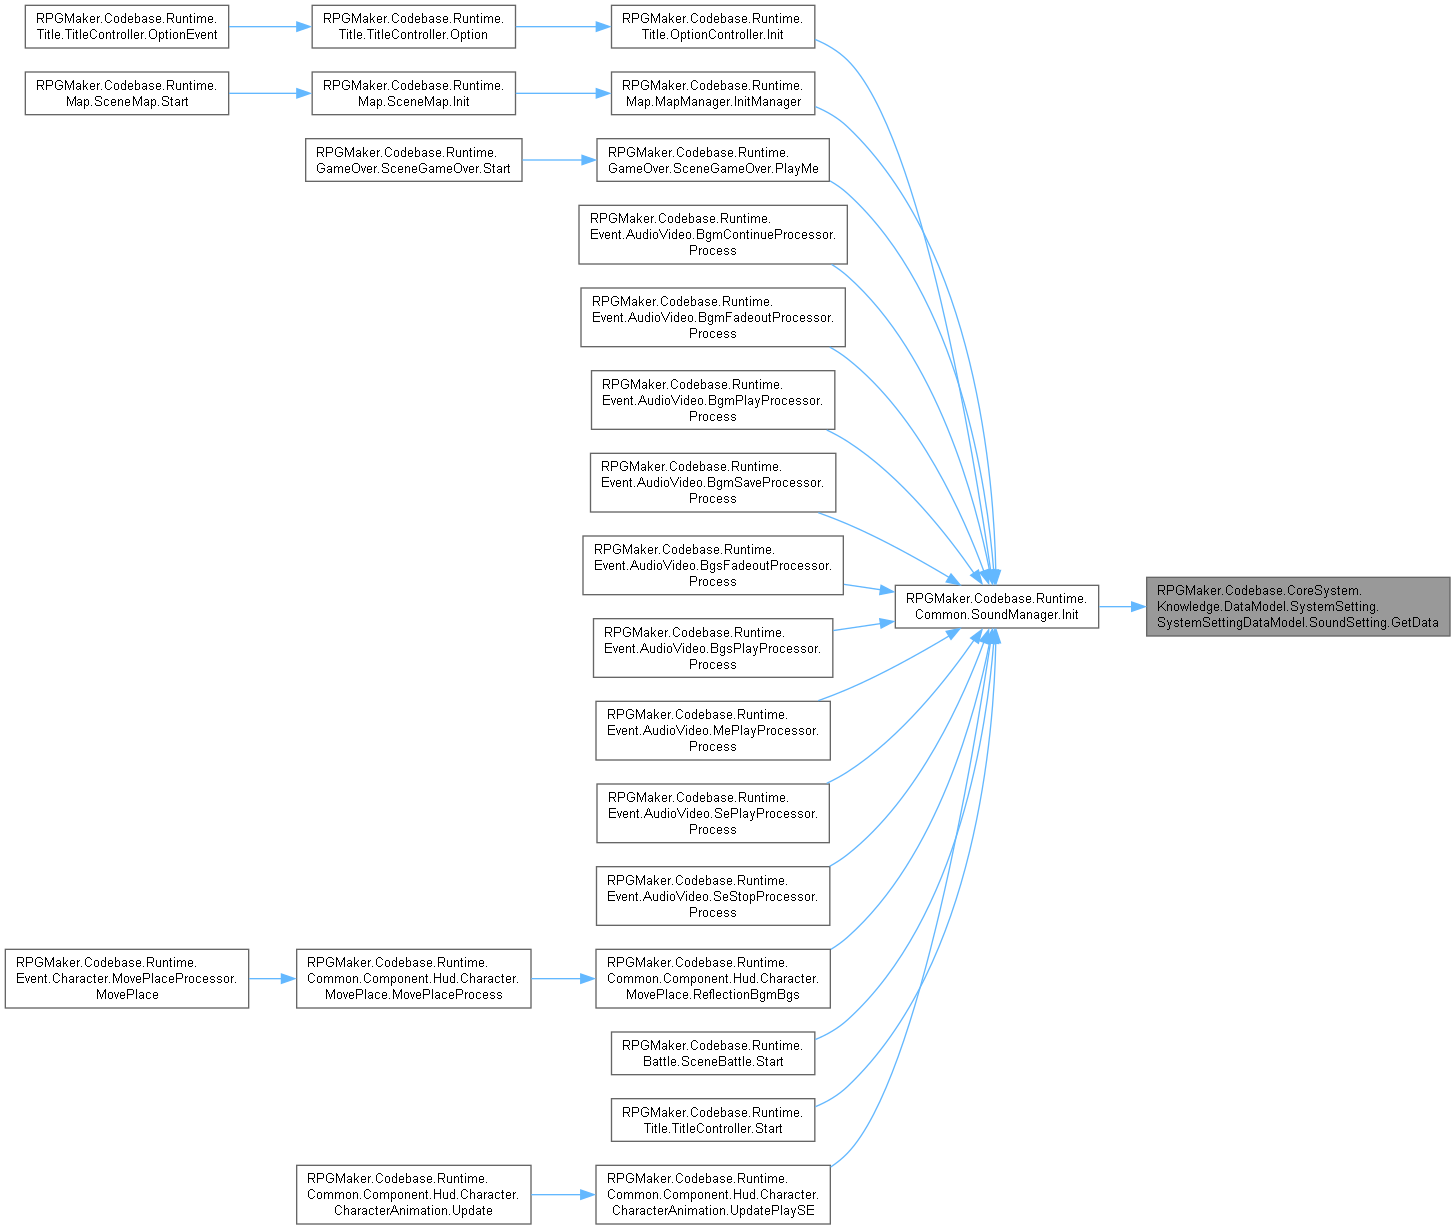 RPGMaker.Codebase.Runtime.
Title.TitleController.OptionEvent
RPGMaker.Codebase.Runtime.
Title.TitleController.Option
RPGMaker.Codebase.Runtime.
Title.OptionController.Init
RPGMaker.Codebase.Runtime.
Map.SceneMap.Start
RPGMaker.Codebase.Runtime.
Map.SceneMap.Init
RPGMaker.Codebase.Runtime.
Map.MapManager.InitManager
RPGMaker.Codebase.Runtime.
GameOver.SceneGameOver.Start
RPGMaker.Codebase.Runtime.
GameOver.SceneGameOver.PlayMe
RPGMaker.Codebase.Runtime.
Event.AudioVideo.BgmContinueProcessor.
Process
RPGMaker.Codebase.Runtime.
Event.AudioVideo.BgmFadeoutProcessor.
Process
RPGMaker.Codebase.Runtime.
Event.AudioVideo.BgmPlayProcessor.
Process
RPGMaker.Codebase.Runtime.
Event.AudioVideo.BgmSaveProcessor.
Process
RPGMaker.Codebase.Runtime.
Event.AudioVideo.BgsFadeoutProcessor.
Process
RPGMaker.Codebase.Runtime.
Common.SoundManager.Init
RPGMaker.Codebase.CoreSystem.
Knowledge.DataModel.SystemSetting.
SystemSettingDataModel.SoundSetting.GetData
RPGMaker.Codebase.Runtime.
Event.AudioVideo.BgsPlayProcessor.
Process
RPGMaker.Codebase.Runtime.
Event.AudioVideo.MePlayProcessor.
Process
RPGMaker.Codebase.Runtime.
Event.AudioVideo.SePlayProcessor.
Process
RPGMaker.Codebase.Runtime.
Event.AudioVideo.SeStopProcessor.
Process
RPGMaker.Codebase.Runtime.
Event.Character.MovePlaceProcessor.
MovePlace
RPGMaker.Codebase.Runtime.
Common.Component.Hud.Character.
MovePlace.MovePlaceProcess
RPGMaker.Codebase.Runtime.
Common.Component.Hud.Character.
MovePlace.ReflectionBgmBgs
RPGMaker.Codebase.Runtime.
Battle.SceneBattle.Start
RPGMaker.Codebase.Runtime.
Title.TitleController.Start
RPGMaker.Codebase.Runtime.
Common.Component.Hud.Character.
CharacterAnimation.Update
RPGMaker.Codebase.Runtime.
Common.Component.Hud.Character.
CharacterAnimation.UpdatePlaySE